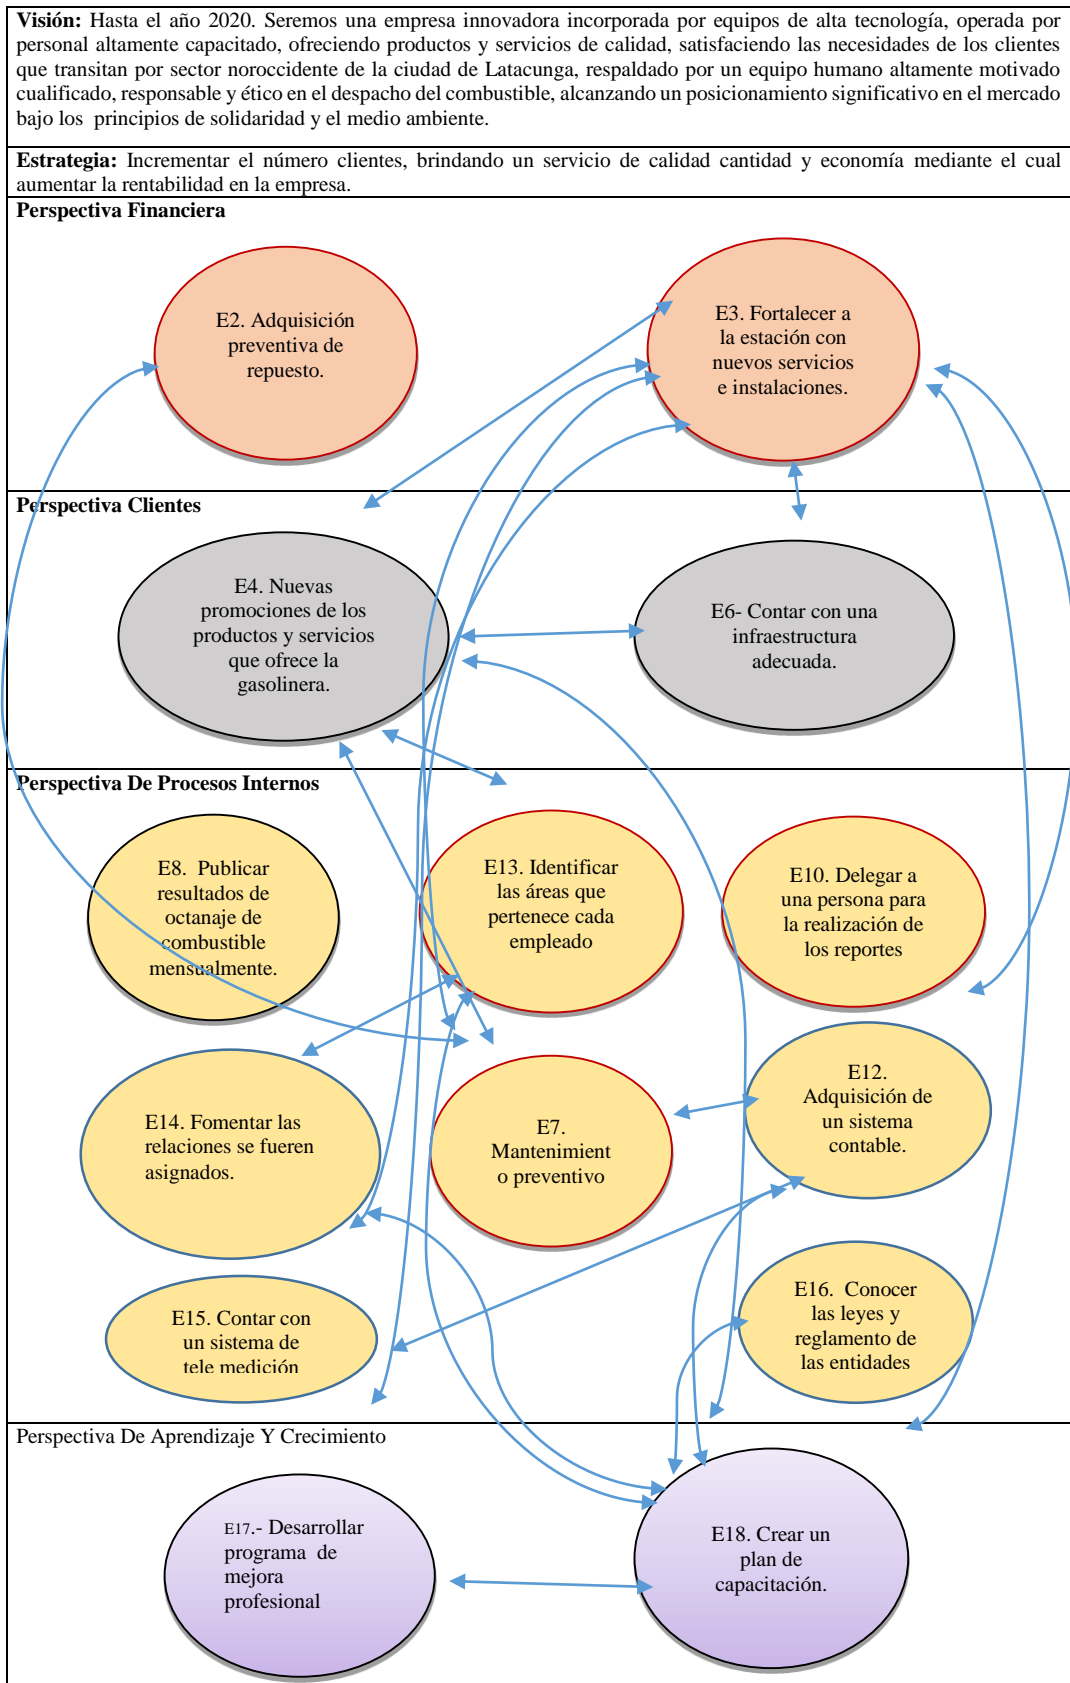 Visión: Hasta el año 2020. Seremos una empresa innovadora incorporada por equipos de alta tecnología, operada por
personal altamente capacitado, ofreciendo productos y servicios de calidad, satisfaciendo las necesidades de los clientes
que transitan por sector noroccidente de la ciudad de Latacunga, respaldado por un equipo humano altamente motivado
cualificado, responsable y ético en el despacho del combustible, alcanzando un posicionamiento significativo en el mercado
bajo los principios de solidaridad y el medio ambiente.
Estrategia: Incrementar el número clientes, brindando un servicio de calidad cantidad y economía mediante el cual
aumentar la rentabilidad en la empresa.
Perspectiva Financiera
E2. Adquisición
preventiva de
repuesto.
E3. Fortalecer a
la estación con
nuevos servicios
e instalaciones.
Perspectiva Clientes
E4. Nuevas
promociones de los
productos y servicios
que ofrece la
gasolinera.
E6- Contar con una
infraestructura
adecuada.
Perspectiva De Procesos Internos
E8. Publicar
resultados de
octanaje de
combustible
mensualmente.
E13. Identificar
las áreas que
pertenece cada
empleado
E10. Delegar a
una persona para
la realización de
los reportes
E14. Fomentar las
relaciones se fueren
asignados.
E7.
Mantenimient
o preventivo
E12.
Adquisición de
un sistema
contable.
E15. Contar con
un sistema de
tele medición
E16. Conocer
las leyes y
reglamento de
las entidades
Perspectiva De Aprendizaje Y Crecimiento
E17.- Desarrollar
programa de
mejora
profesional
E18. Crear un
plan de
capacitación.